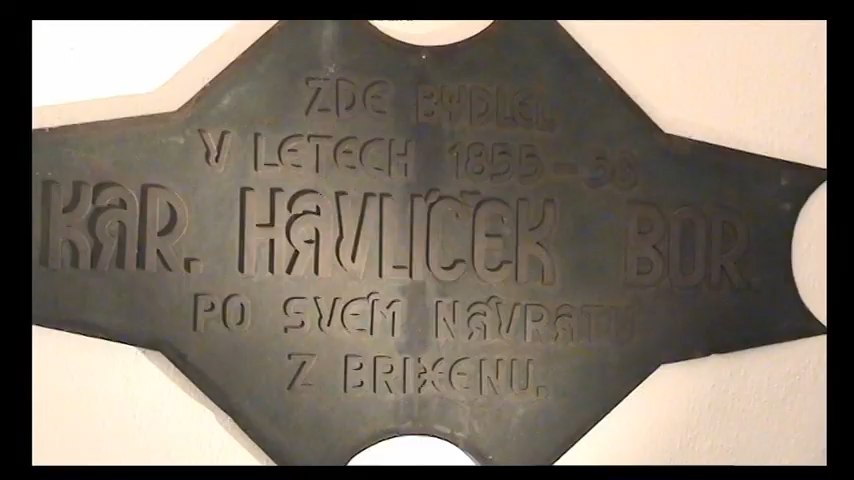 ZDE BYDLEL
V LETECH 1855-56
KAR. HAVLÍČEK BOR.
PO SVÉM NÁVRATU
Z BRIXENU.